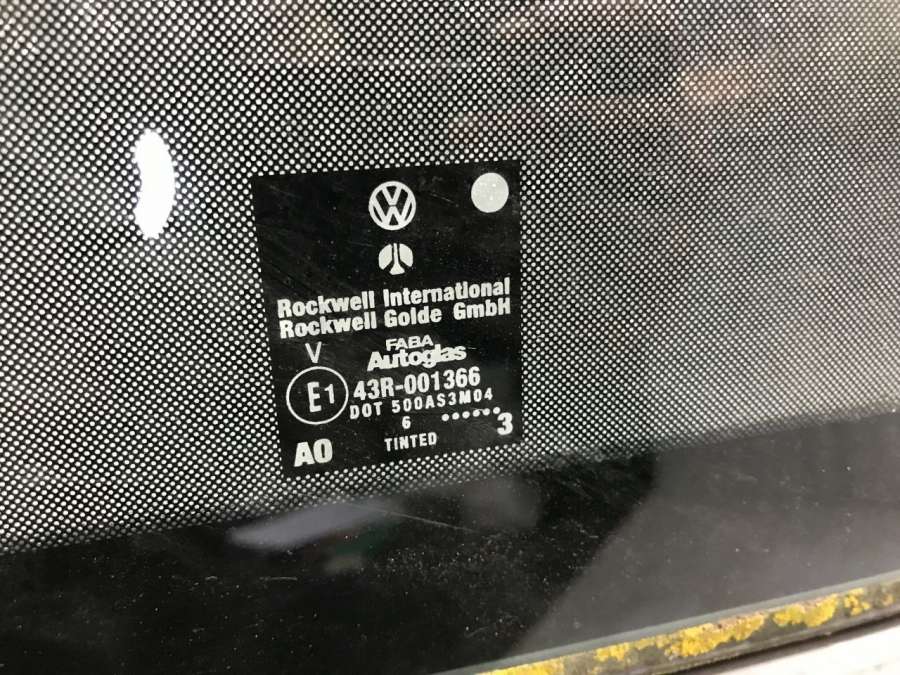 Rockwell International
Rockwell Golde GmbH
V
FABA
Autoglas
E1
43R-001366
DOT 500AS3M04
6
3
A0
TINTED